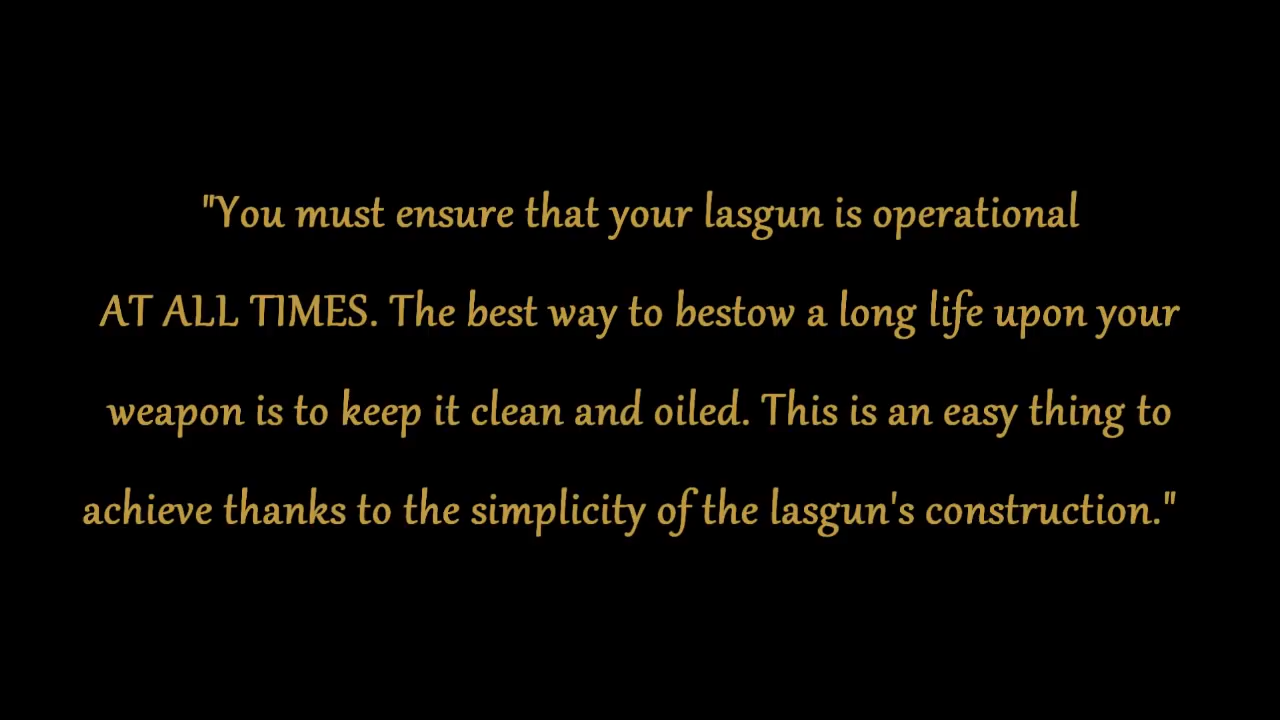 "You must ensure that your lasgun is operational
AT ALL TIMES. The best way to bestow a long life upon your
weapon is to keep it clean and oiled. This is an easy thing to
achieve thanks to the simplicity of the lasgun's construction."